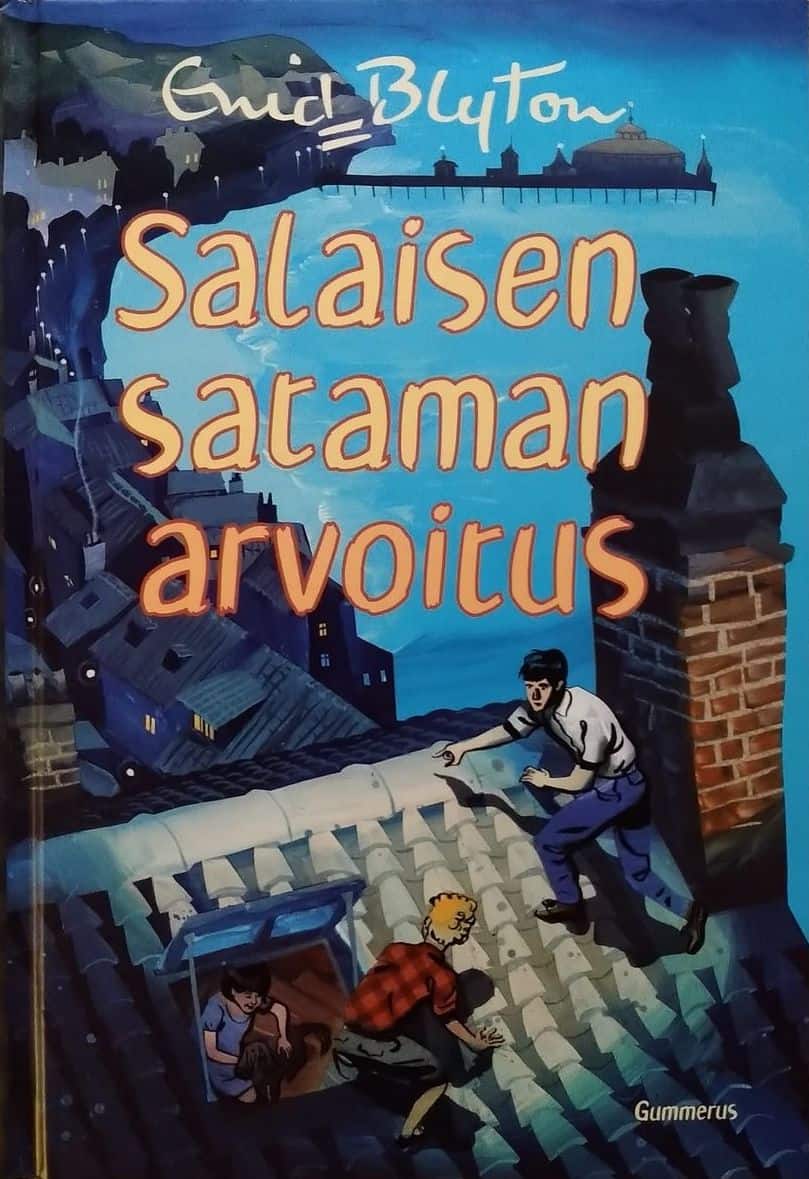 Enid Blyton
Salaisen
sataman
arvoitus
Gummerus